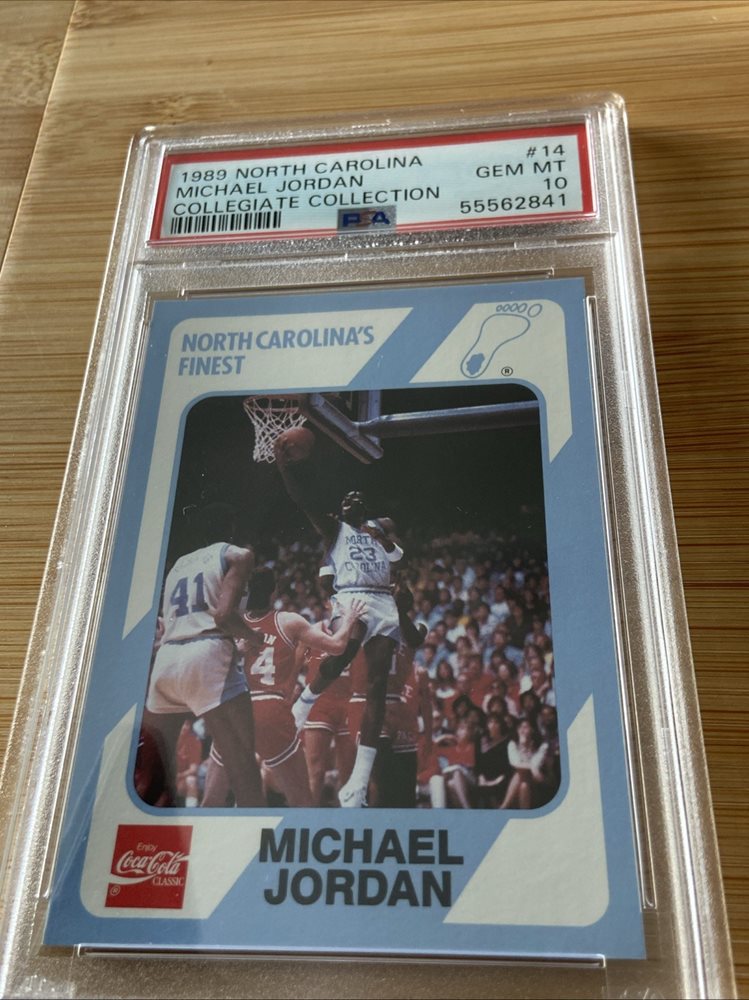 1989 NORTH CAROLINA #14
MICHAEL JORDAN GEM MT
COLLEGIATE COLLECTION 10
PSA 55562841
NORTH CAROLINA'S
FINEST
®
NORTH
23
CAROLINA
41
4
Enjoy
Coca-Cola
CLASSIC
®
MICHAEL
JORDAN